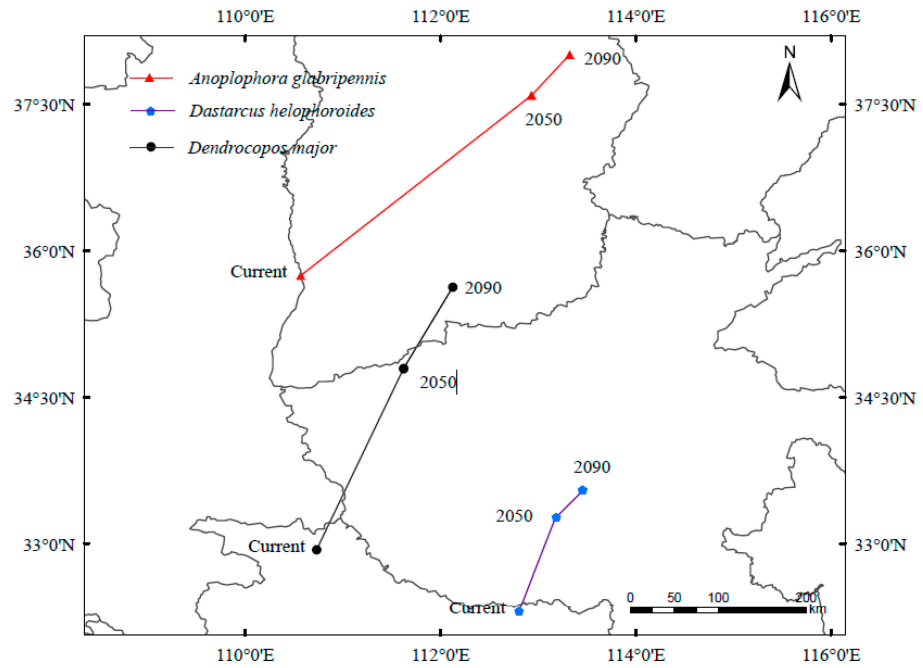 110°0'E 112°0'E 114°0'E 116°0'E
N
Anoplophora glabripennis
2090
37°30'N 37°30'N
Dastarcus helophoroides
2050
Dendrocopos major
36°0'N 36°0'N
Current
2090
2050
34°30'N 34°30'N
2090
2050
33°0'N 33°0'N
Current
Current
0 50 100 200
km
110°0'E 112°0'E 114°0'E 116°0'E